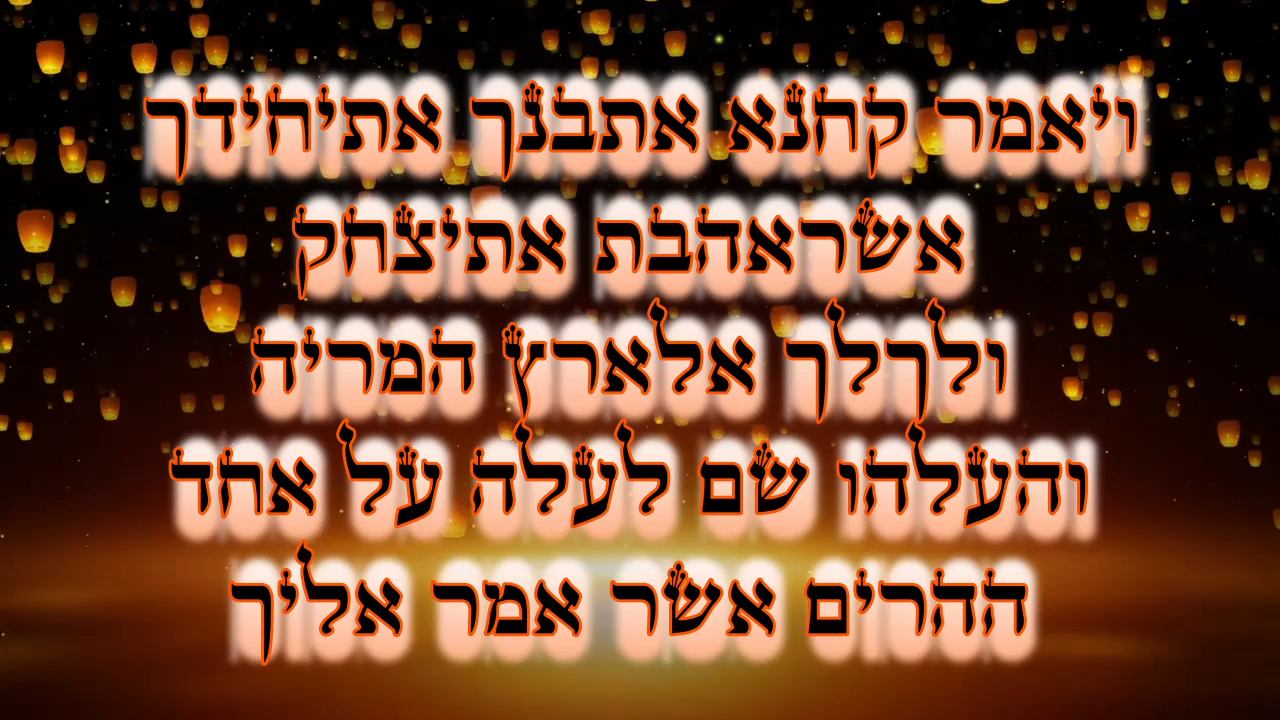 ויאמר קחנא אתבנך אתיחידך
אשראהבת אתיצחק
ולךלך אלארץ המריה
והעלהו שם לעלה על אחד
ההרים אשר אמר אליך